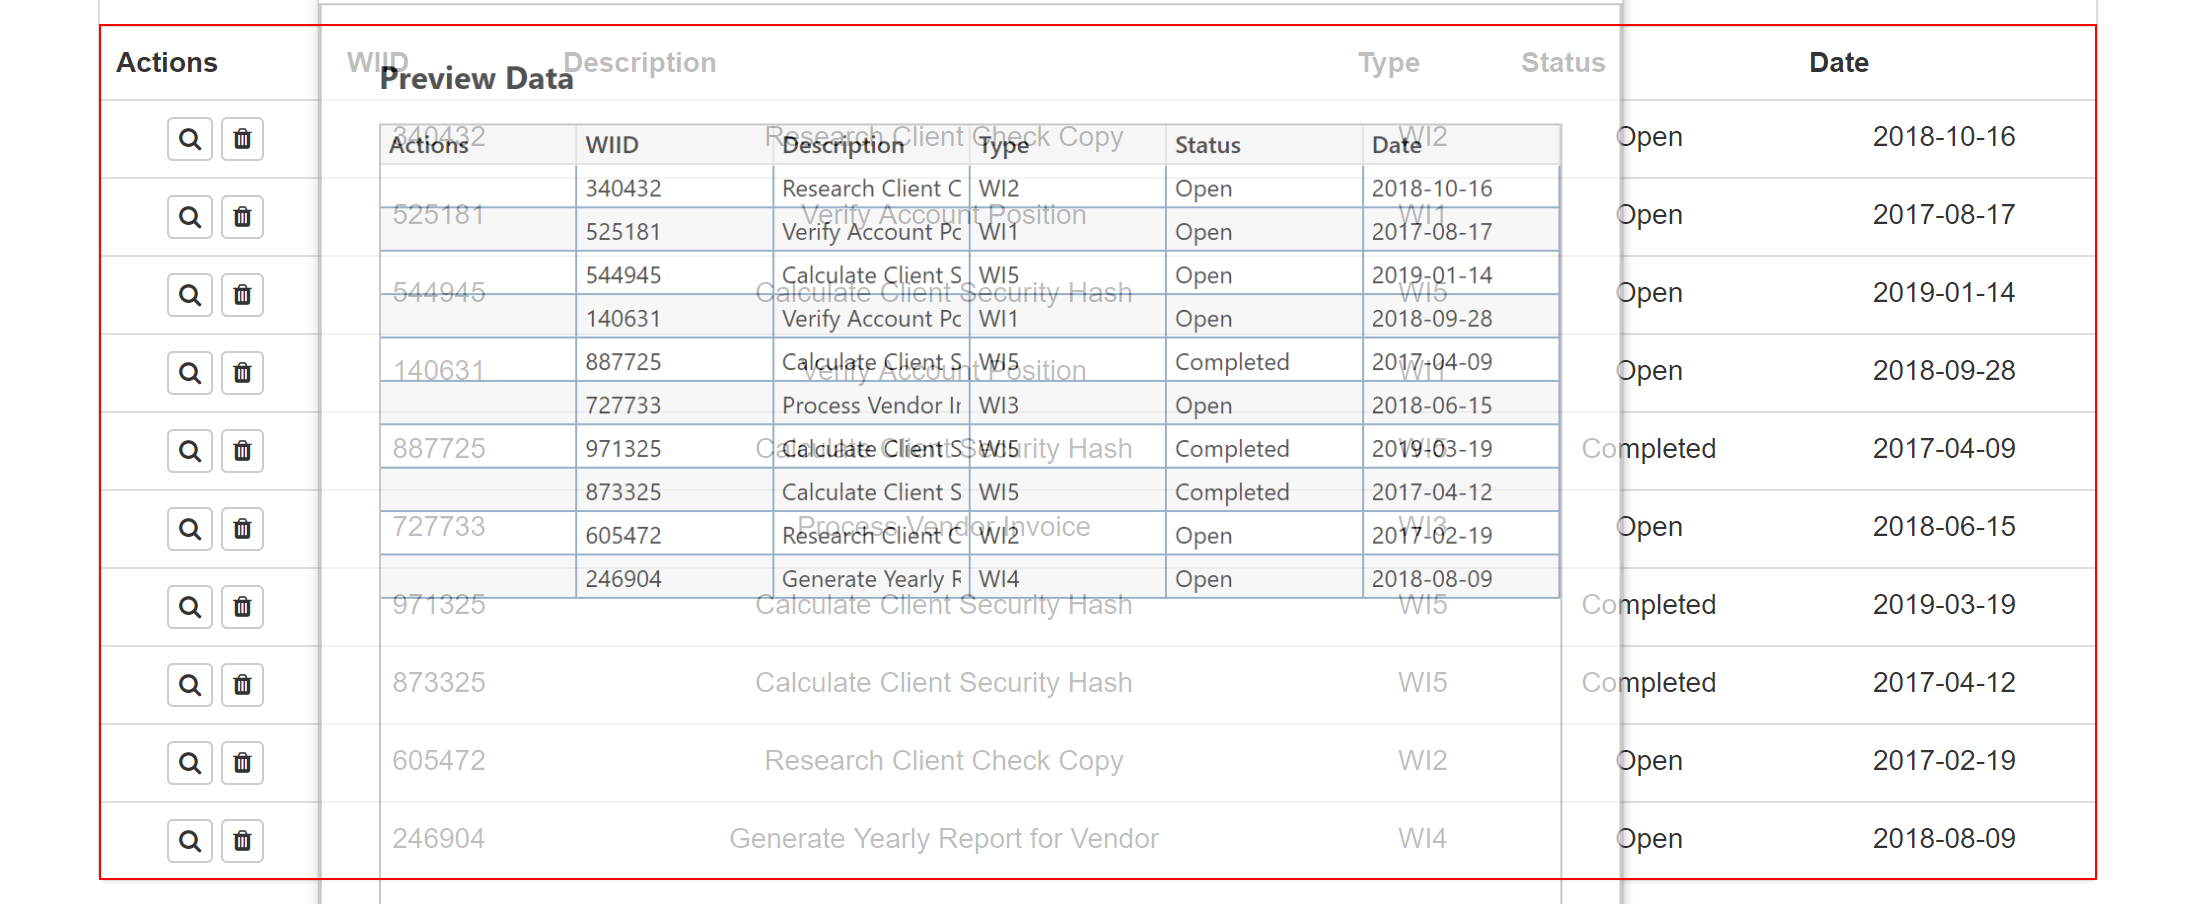 Actions WIID Description Type Status Date
Preview Data
340432 Research Client Check Copy WI2 Open 2018-10-16
Actions WIID Description Type Status Date
340432 Research Client C WI2 Open 2018-10-16
525181 Verify Account Position WI1 Open 2017-08-17
525181 Verify Account Pc WI1 Open 2017-08-17
544945 Calculate Client S WI5 Open 2019-01-14
544945 Calculate Client Security Hash WI5 Open 2019-01-14
140631 Verify Account Pc WI1 Open 2018-09-28
887725 Calculate Client S WI5 Completed 2017-04-09
140631 Verify Account Position WI1 Open 2018-09-28
727733 Process Vendor Ir WI3 Open 2018-06-15
887725 Calculate Client Security Hash WI5 Completed 2017-04-09
971325 Calculate Client S WI5 Completed 2019-03-19
873325 Calculate Client S WI5 Completed 2017-04-12
727733 Process Vendor Invoice WI3 Open 2018-06-15
605472 Research Client C WI2 Open 2017-02-19
246904 Generate Yearly R WI4 Open 2018-08-09
971325 Calculate Client Security Hash WI5 Completed 2019-03-19
873325 Calculate Client Security Hash WI5 Completed 2017-04-12
605472 Research Client Check Copy WI2 Open 2017-02-19
246904 Generate Yearly Report for Vendor WI4 Open 2018-08-09